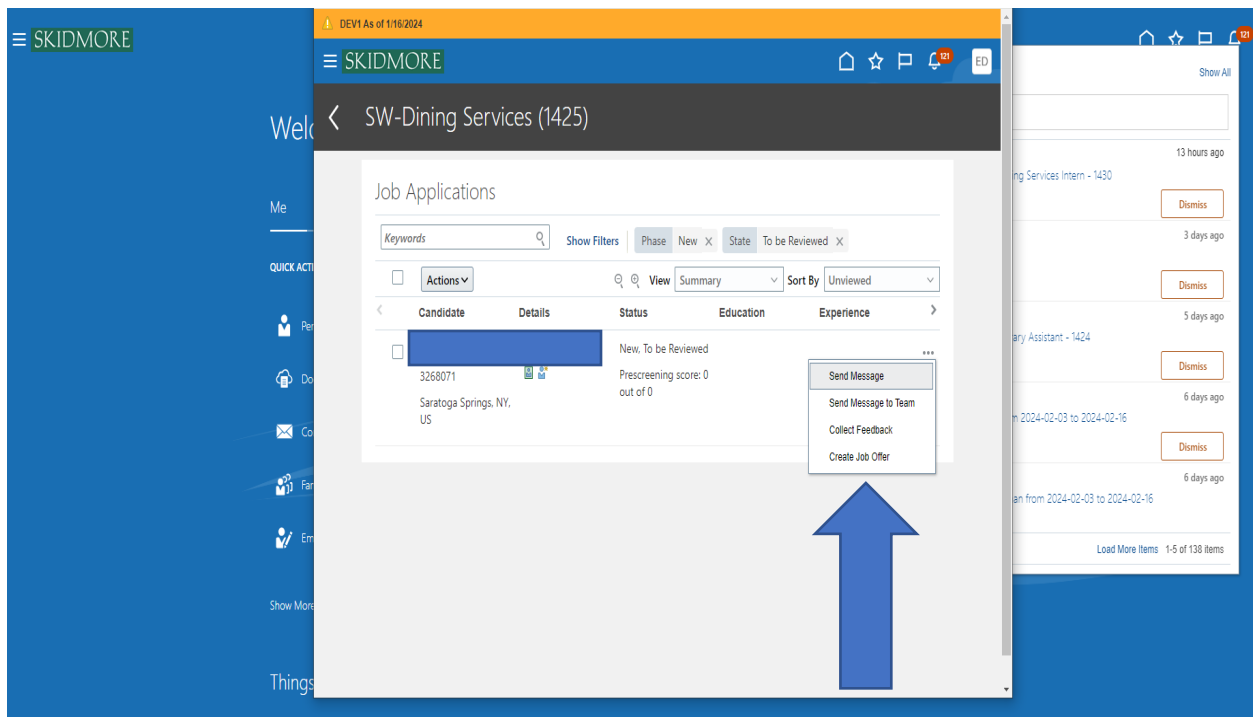 SKIDMORE
121
Show All
Welc
Me
QUICK ACTI
Per
Do
Co
Far
Em
Show More
Things
DEV1 As of 1/16/2024
SKIDMORE
121
ED
SW-Dining Services (1425)
Job Applications
Keywords
Show Filters
Phase New X
State To be Reviewed X
Actions
View Summary
Sort By Unviewed
Candidate Details Status Education Experience
New, To be Reviewed
3268071
Prescreening score: 0
out of 0
Saratoga Springs, NY,
US
Send Message
Send Message to Team
Collect Feedback
Create Job Offer
13 hours ago
ing Services Intern - 1430
Dismiss
3 days ago
Dismiss
5 days ago
ary Assistant - 1424
Dismiss
6 days ago
m 2024-02-03 to 2024-02-16
Dismiss
6 days ago
an from 2024-02-03 to 2024-02-16
Load More Items 1-5 of 138 items